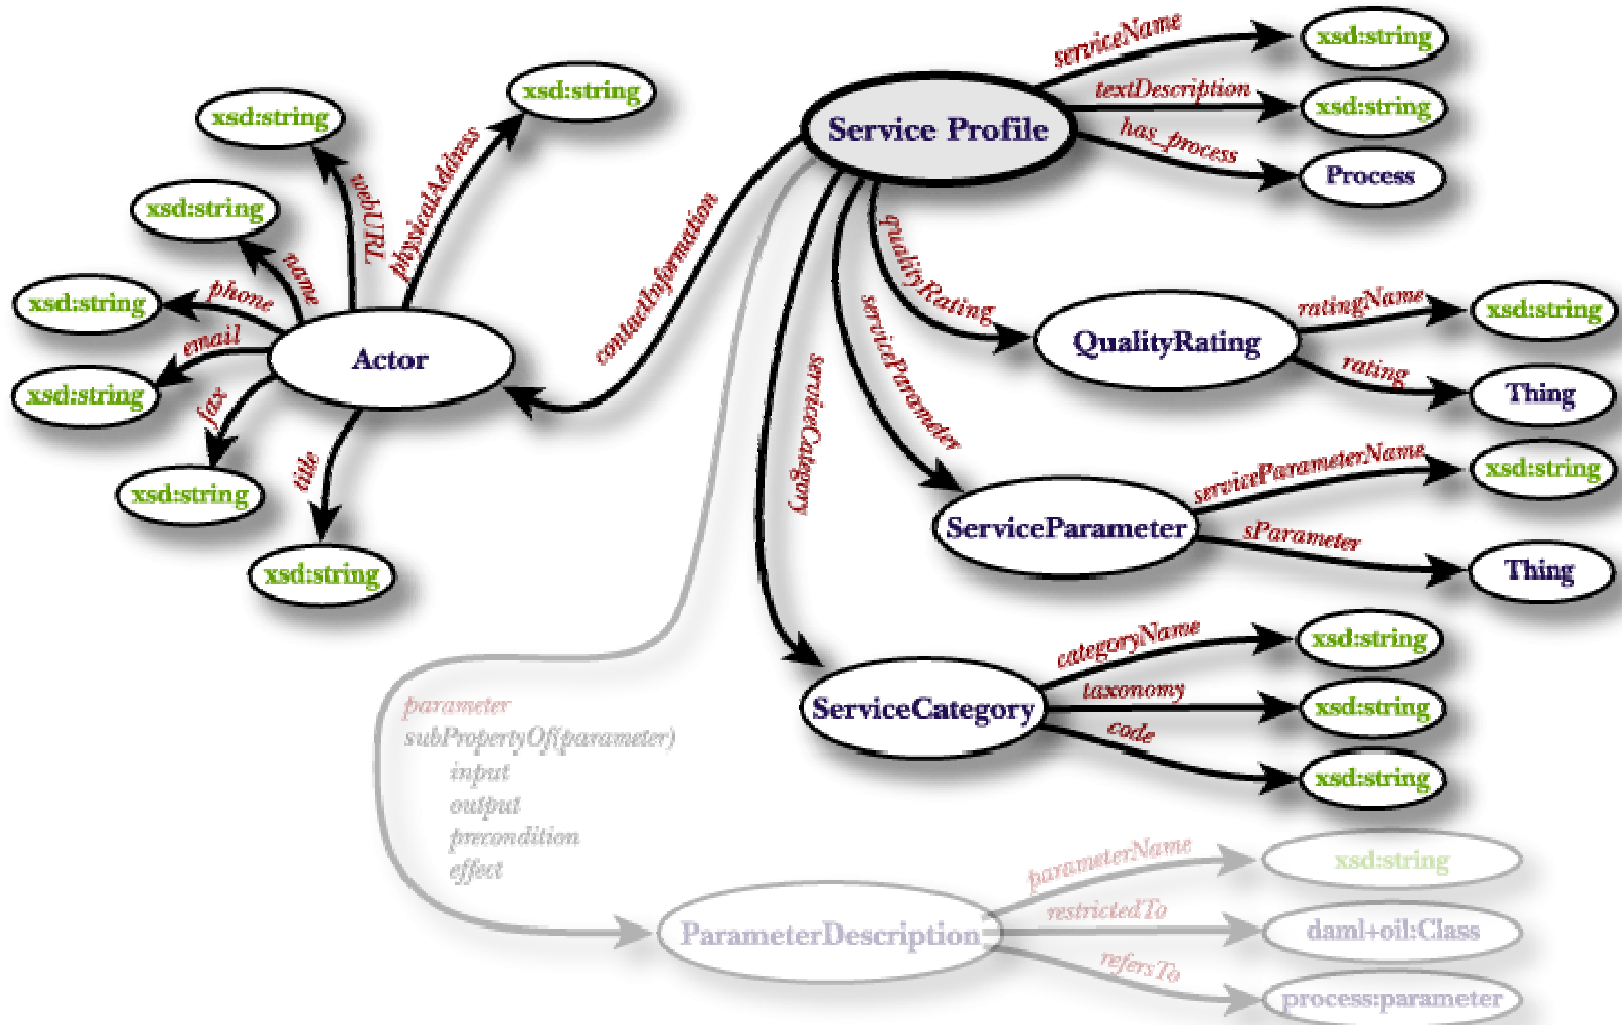 serviceName
xsd:string
textDescription
xsd:string
Service Profile
has_process
Process
xsd:string
xsd:string
webURL
physicalAddress
xsd:string
name
xsd:string
phone
xsd:string
email
xsd:string
fax
xsd:string
title
Actor
xsd:string
contactInformation
qualityRating
serviceParameter
serviceCategory
QualityRating
ratingName
xsd:string
rating
Thing
ServiceParameter
serviceParameterName
xsd:string
sParameter
Thing
ServiceCategory
categoryName
xsd:string
taxonomy
xsd:string
code
xsd:string
parameter
subPropertyOf(parameter)
input
output
precondition
effect
ParameterDescription
parameterName
xsd:string
restrictedTo
daml+oil:Class
refersTo
process:parameter